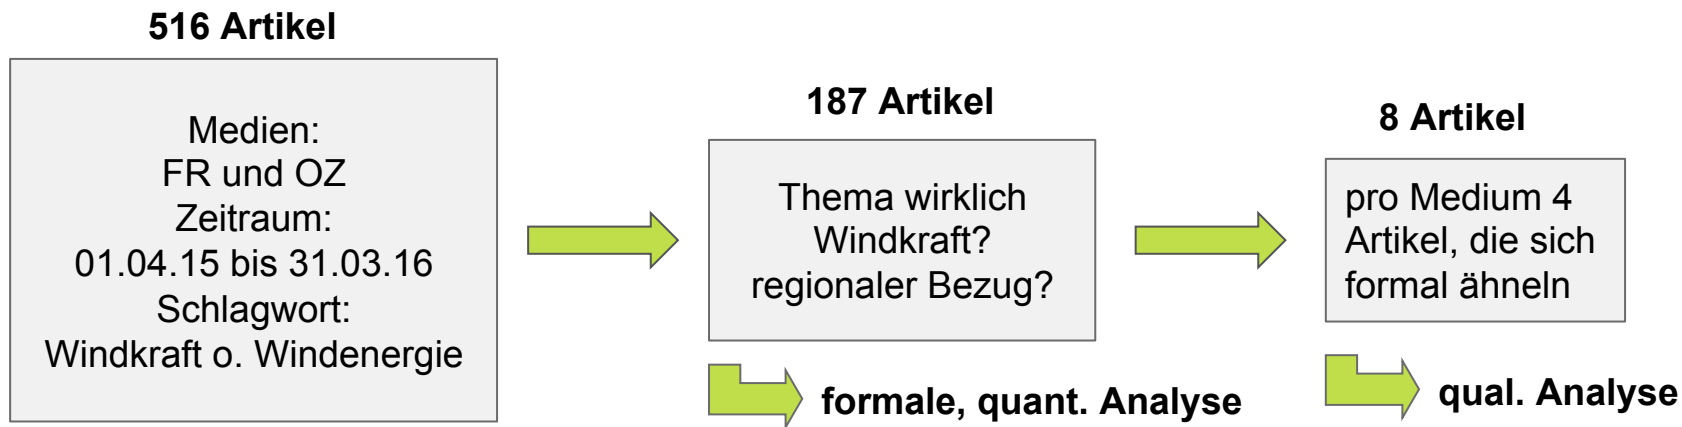 516 Artikel
Medien:
FR und OZ
Zeitraum:
01.04.15 bis 31.03.16
Schlagwort:
Windkraft o. Windenergie
187 Artikel
Thema wirklich
Windkraft?
regionaler Bezug?
formale, quant. Analyse
8 Artikel
pro Medium 4
Artikel, die sich
formal ähneln
qual. Analyse